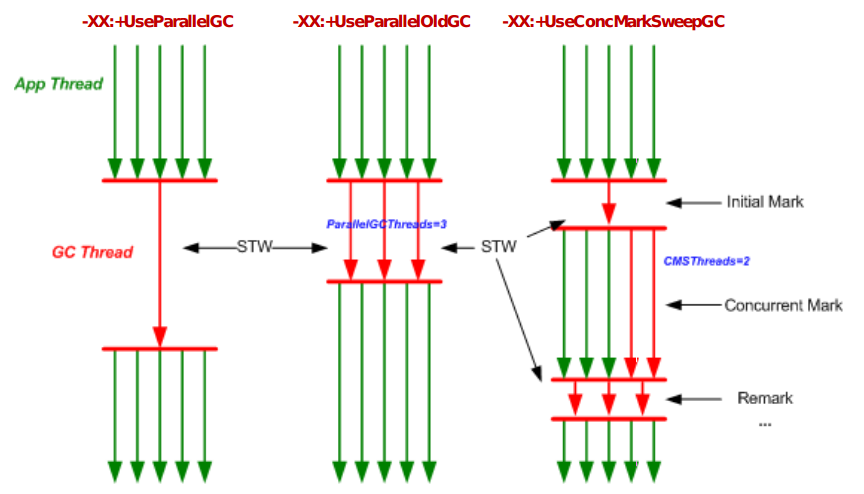 -XX:+UseParallelGC
-XX:+UseParallelOldGC
-XX:+UseConcMarkSweepGC
App Thread
Initial Mark
ParallelGCThreads=3
GC Thread
STW
STW
CMSThreads=2
Concurrent Mark
Remark
...